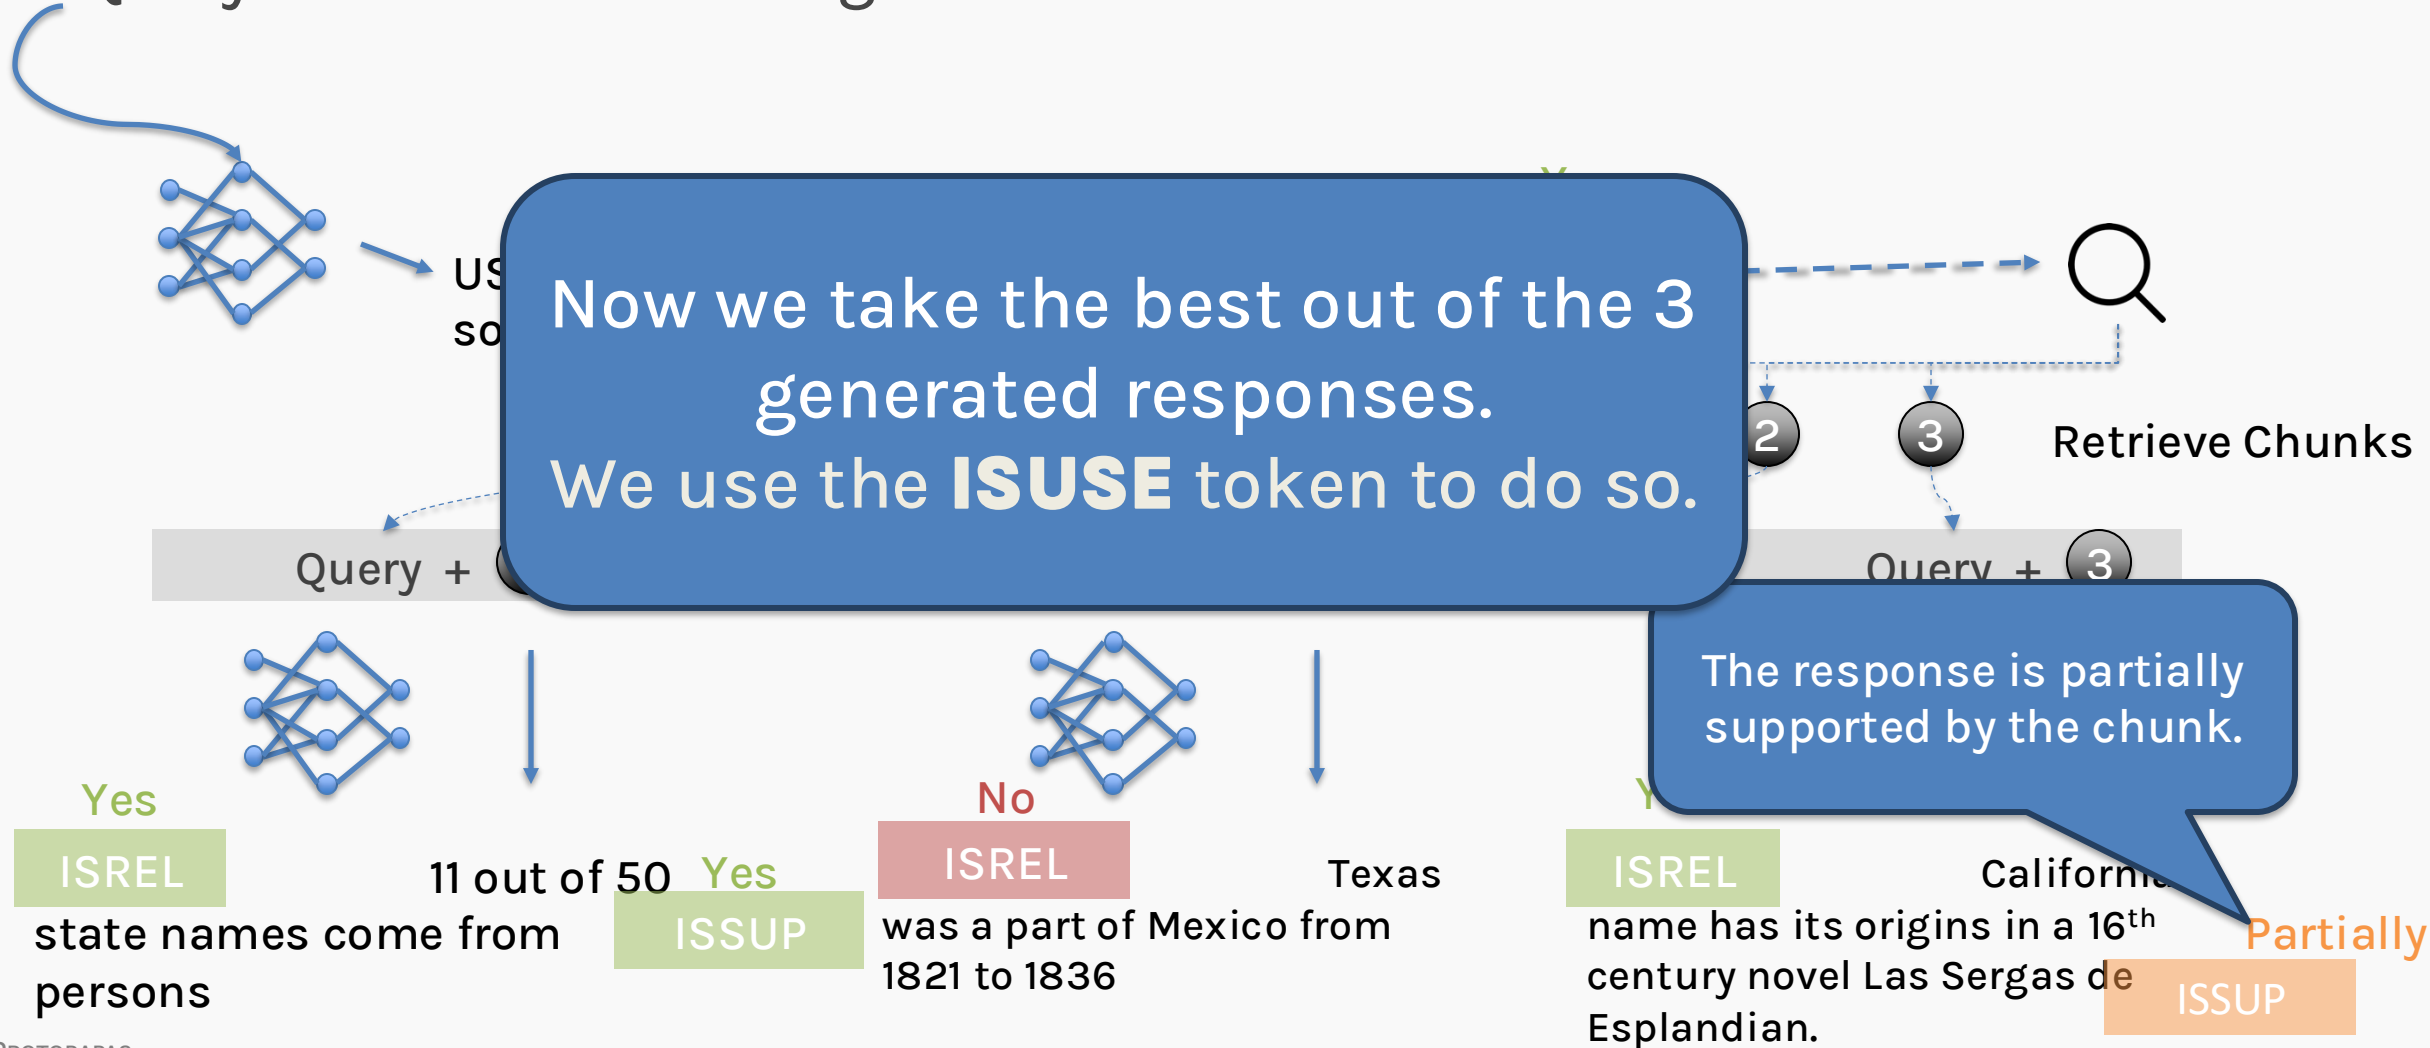 US
so
Now we take the best out of the 3
generated responses.
We use the ISUSE token to do so.
2
3
Retrieve Chunks
Query +
Query + 3
The response is partially
supported by the chunk.
Yes
ISREL
11 out of 50
state names come from
persons
Yes
ISSUP
No
ISREL
Texas
was a part of Mexico from
1821 to 1836
Y
ISREL
California
name has its origins in a 16th
century novel Las Sergas de
Esplandian.
Partially
ISSUP